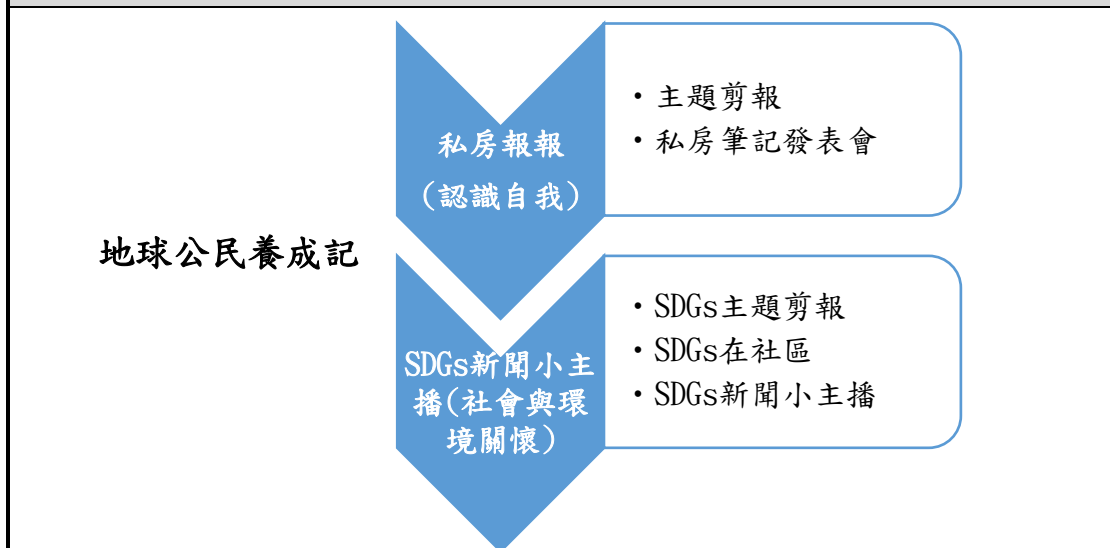 地球公民養成記
私房報報
(認識自我)
・主題剪報
・私房筆記發表會
SDGs新聞小主
播(社會與環
境關懷)
・SDGs主題剪報
・SDGs在社區
・SDGs新聞小主播